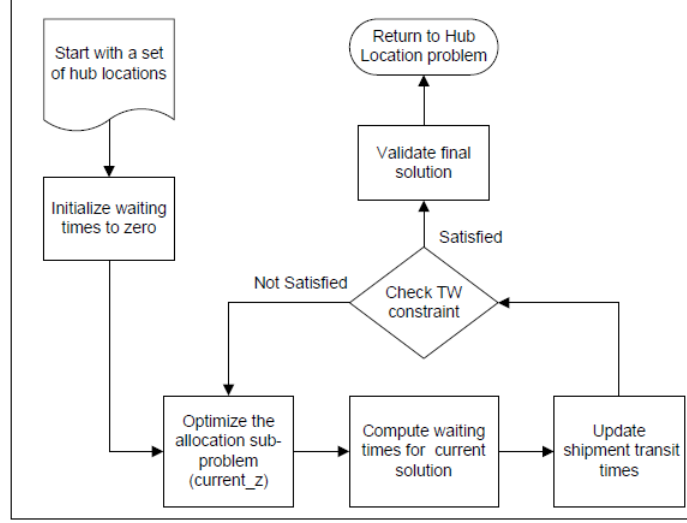 Start with a set
of hub locations
Initialize waiting
times to zero
Return to Hub
Location problem
Validate final
solution
Satisfied
Not Satisfied
Check TW
constraint
Optimize the
allocation sub-
problem
(current_z)
Compute waiting
times for current
solution
Update
shipment transit
times